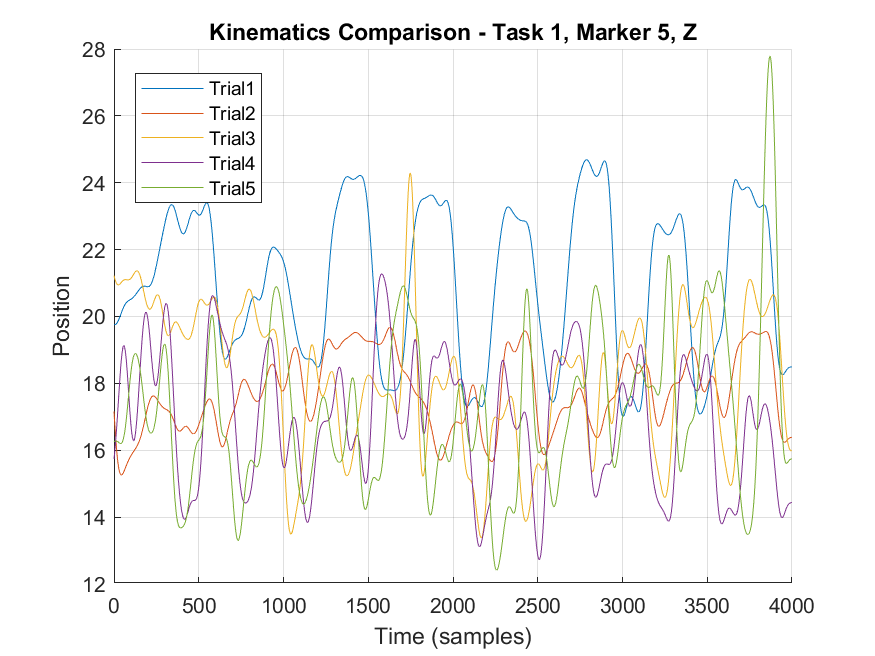 Kinematics Comparison - Task 1, Marker 5, Z
28
26
24
22
20
18
16
14
12
Position
Trial1
Trial2
Trial3
Trial4
Trial5
0 500 1000 1500 2000 2500 3000 3500 4000
Time (samples)